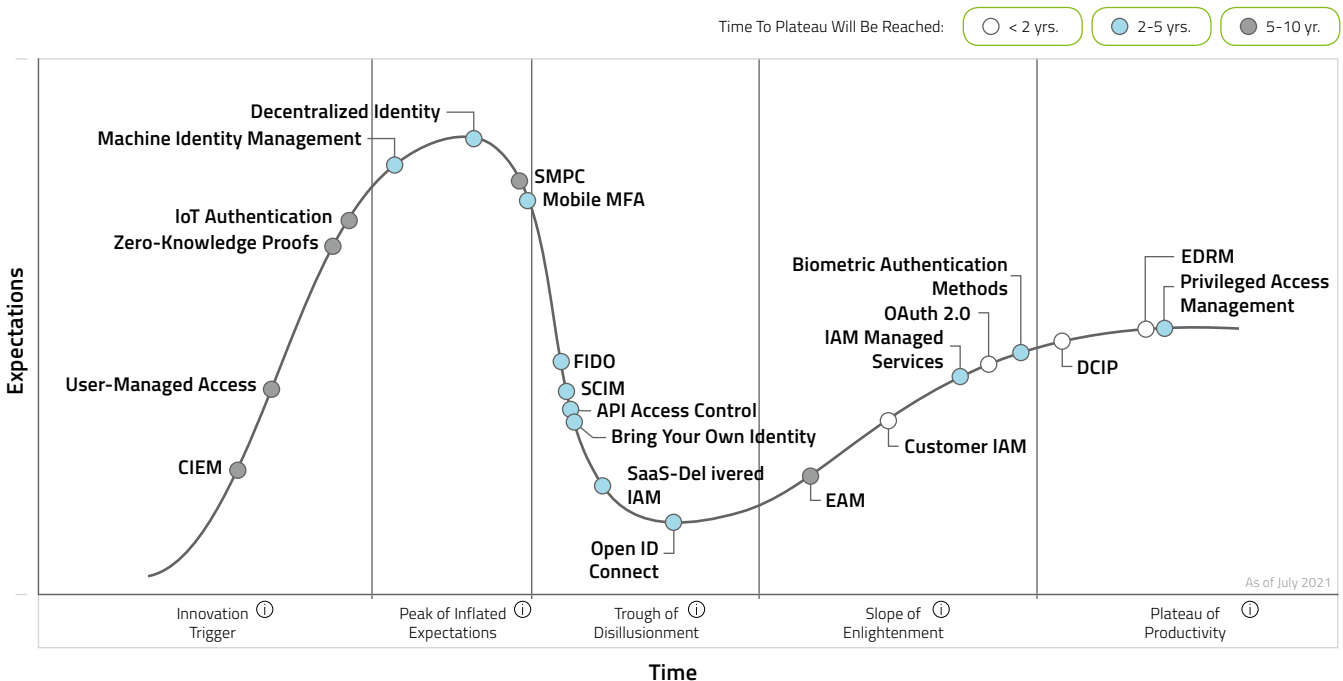 Time To Plateau Will Be Reached:
< 2 yrs.
2-5 yrs.
5-10 yr.
Decentralized Identity
Machine Identity Management
SMPC
Mobile MFA
IoT Authentication
Zero-Knowledge Proofs
EDRM
Privileged Access
Management
Biometric Authentication
Methods
OAuth 2.0
IAM Managed
Services
FIDO
DCIP
User-Managed Access
SCIM
API Access Control
Bring Your Own Identity
Customer IAM
CIEM
SaaS-Del ivered
IAM
EAM
Open ID
Connect
As of July 2021
Expectations
Innovation
Trigger
Peak of Inflated
Expectations
Trough of
Disillusionment
Slope of
Enlightenment
Plateau of
Productivity
Time